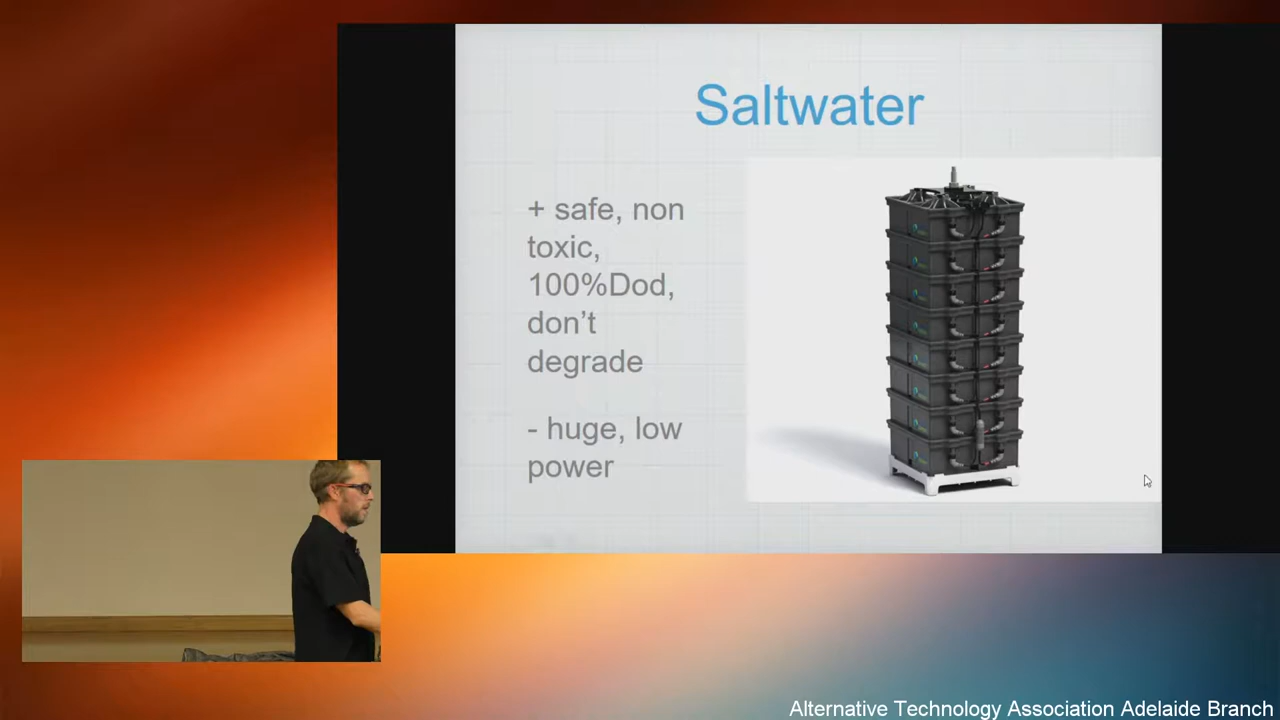 Saltwater
+ safe, non
toxic,
100%Dod,
don’t
degrade
- huge, low
power
Alternative Technology Association Adelaide Branch